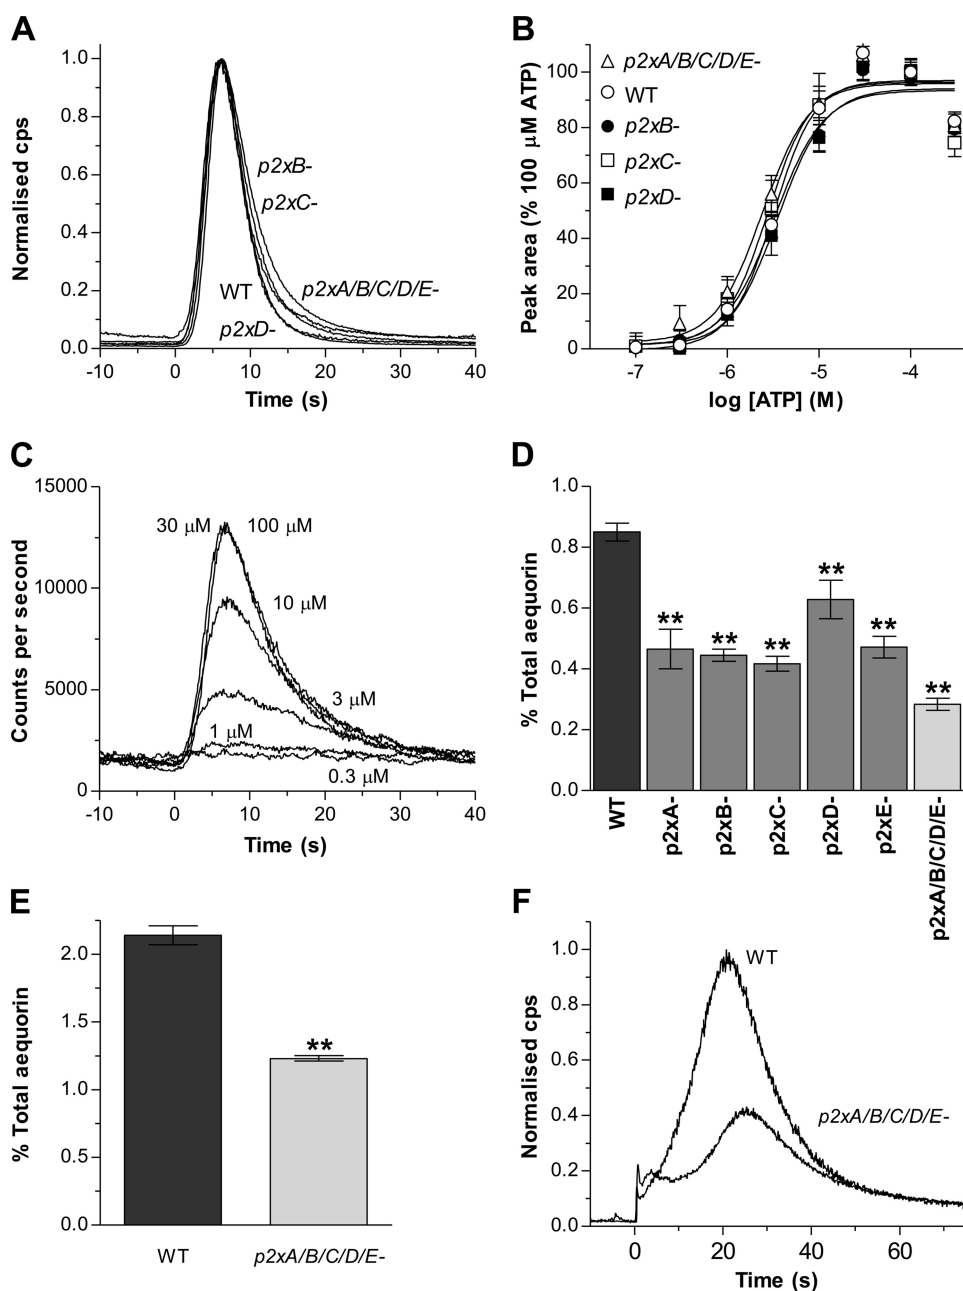 A
1.0
0.8
0.6
0.4
0.2
0.0
Normalised cps
p2xB-
p2xC-
p2xA/B/C/D/E-
WT
p2xD-
-10
0
10
20
30
40
Time (s)
B
100
80
60
40
20
0
Peak area (% 100 μM ATP)
p2xA/B/C/D/E-
WT
p2xB-
p2xC-
p2xD-
-7
-6
-5
-4
log [ATP] (M)
C
15000
10000
5000
0
Counts per second
30 μM
100 μM
10 μM
3 μM
1 μM
0.3 μM
-10
0
10
20
30
40
Time (s)
D
1.0
0.8
0.6
0.4
0.2
0.0
% Total aequorin
**
**
**
**
**
**
WT
p2xA-
p2xB-
p2xC-
p2xD-
p2xE-
p2xA/B/C/D/E-
E
2.0
1.5
1.0
0.5
0.0
% Total aequorin
**
WT
p2xA/B/C/D/E-
F
1.0
0.8
0.6
0.4
0.2
0.0
Normalised cps
WT
p2xA/B/C/D/E-
0
20
40
60
Time (s)